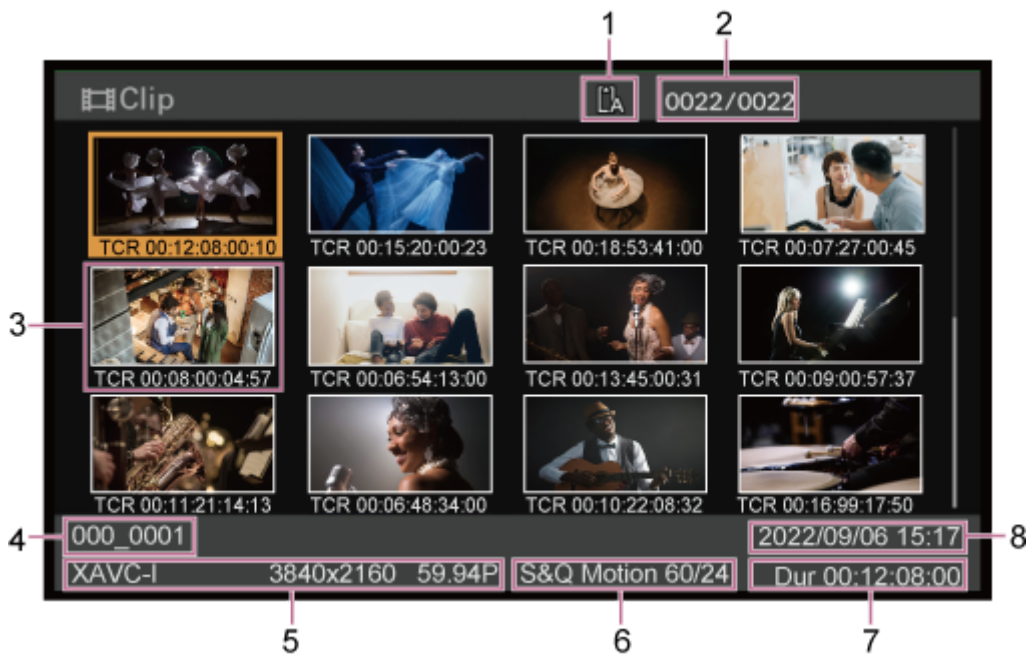 1 2
Clip A 0022/0022
TCR 00:12:08:00:10 TCR 00:15:20:00:23 TCR 00:18:53:41:00 TCR 00:07:27:00:45
3
TCR 00:08:00:04:57 TCR 00:06:54:13:00 TCR 00:13:45:00:31 TCR 00:09:00:57:37
TCR 00:11:21:14:13 TCR 00:06:48:34:00 TCR 00:10:22:08:32 TCR 00:16:99:17:50
4 000_0001 2022/09/06 15:17 8
XAVC-I 3840x2160 59.94P S&Q Motion 60/24 Dur 00:12:08:00
5 6 7